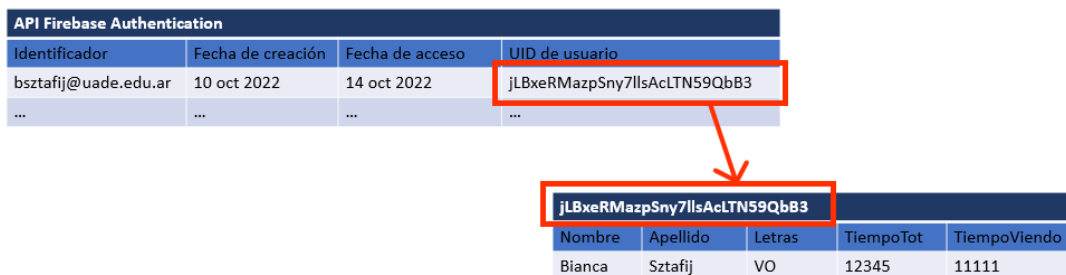 API Firebase Authentication
Identificador Fecha de creación Fecha de acceso UID de usuario
bsztafij@uade.edu.ar 10 oct 2022 14 oct 2022 jLBxeRMazpSny7llsAcLTN59QbB3
... ... ... ...
jLBxeRMazpSny7llsAcLTN59QbB3
Nombre Apellido Letras TiempoTot TiempoViendo
Bianca Sztafij VO 12345 11111